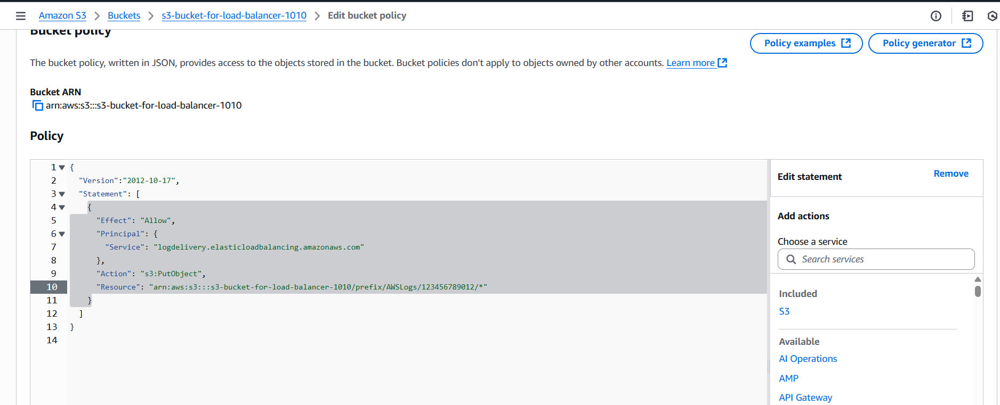 Amazon S3 > Buckets > s3-bucket-for-load-balancer-1010 > Edit bucket policy
Bucket policy
Policy examples
Policy generator
The bucket policy, written in JSON, provides access to the objects stored in the bucket. Bucket policies don't apply to objects owned by other accounts. Learn more
Bucket ARN
arn:aws:s3:::s3-bucket-for-load-balancer-1010
Policy
1 {
2 "Version":"2012-10-17",
3 "Statement": [
4 {
5 "Effect": "Allow",
6 "Principal": {
7 "Service": "logdelivery.elasticloadbalancing.amazonaws.com"
8 },
9 "Action": "s3:PutObject",
10 "Resource": "arn:aws:s3:::s3-bucket-for-load-balancer-1010/prefix/AWSLogs/123456789012/*"
11 }
12 ]
13 }
14
Edit statement
Remove
Add actions
Choose a service
Search services
Included
S3
Available
AI Operations
AMP
API Gateway